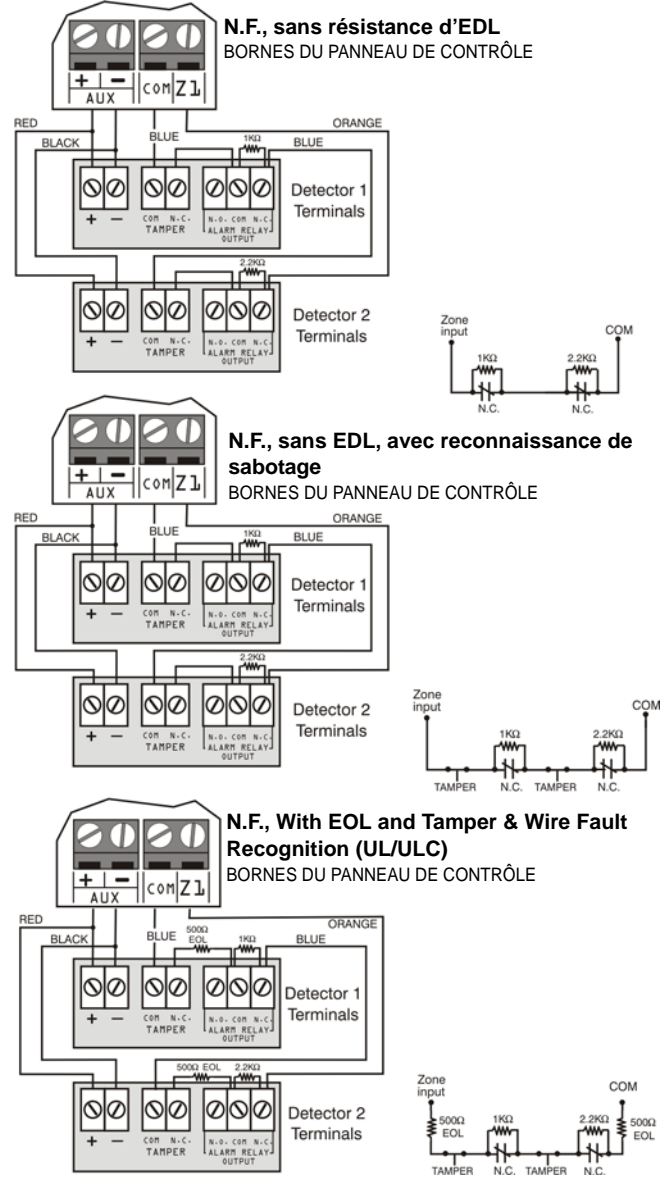 N.F., sans résistance d'EDL
BORNES DU PANNEAU DE CONTRÔLE
+ − COM Z1
AUX
RED
ORANGE
BLACK
BLUE
1KΩ
BLUE
Detector 1
Terminals
+ − COM N.C. N.O. COM N.C.
TAMPER ALARM RELAY
OUTPUT
2.2KΩ
Detector 2
Terminals
+ − COM N.C. N.O. COM N.C.
TAMPER ALARM RELAY
OUTPUT
Zone
input
COM
1KΩ 2.2KΩ
N.C. N.C.
N.F., sans EDL, avec reconnaissance de
sabotage
BORNES DU PANNEAU DE CONTRÔLE
+ − COM Z1
AUX
RED
ORANGE
BLACK
BLUE
1KΩ
BLUE
Detector 1
Terminals
+ − COM N.C. N.O. COM N.C.
TAMPER ALARM RELAY
OUTPUT
2.2KΩ
Detector 2
Terminals
+ − COM N.C. N.O. COM N.C.
TAMPER ALARM RELAY
OUTPUT
Zone
input
COM
1KΩ 2.2KΩ
TAMPER N.C. TAMPER N.C.
N.F., With EOL and Tamper & Wire Fault
Recognition (UL/ULC)
BORNES DU PANNEAU DE CONTRÔLE
+ − COM Z1
AUX
RED
ORANGE
BLACK
BLUE
500Ω
EOL
1KΩ
BLUE
Detector 1
Terminals
+ − COM N.C. N.O. COM N.C.
TAMPER ALARM RELAY
OUTPUT
500Ω EOL 2.2KΩ
Detector 2
Terminals
+ − COM N.C. N.O. COM N.C.
TAMPER ALARM RELAY
OUTPUT
Zone
input
COM
500Ω
EOL
1KΩ 2.2KΩ
500Ω
EOL
TAMPER N.C. TAMPER N.C.